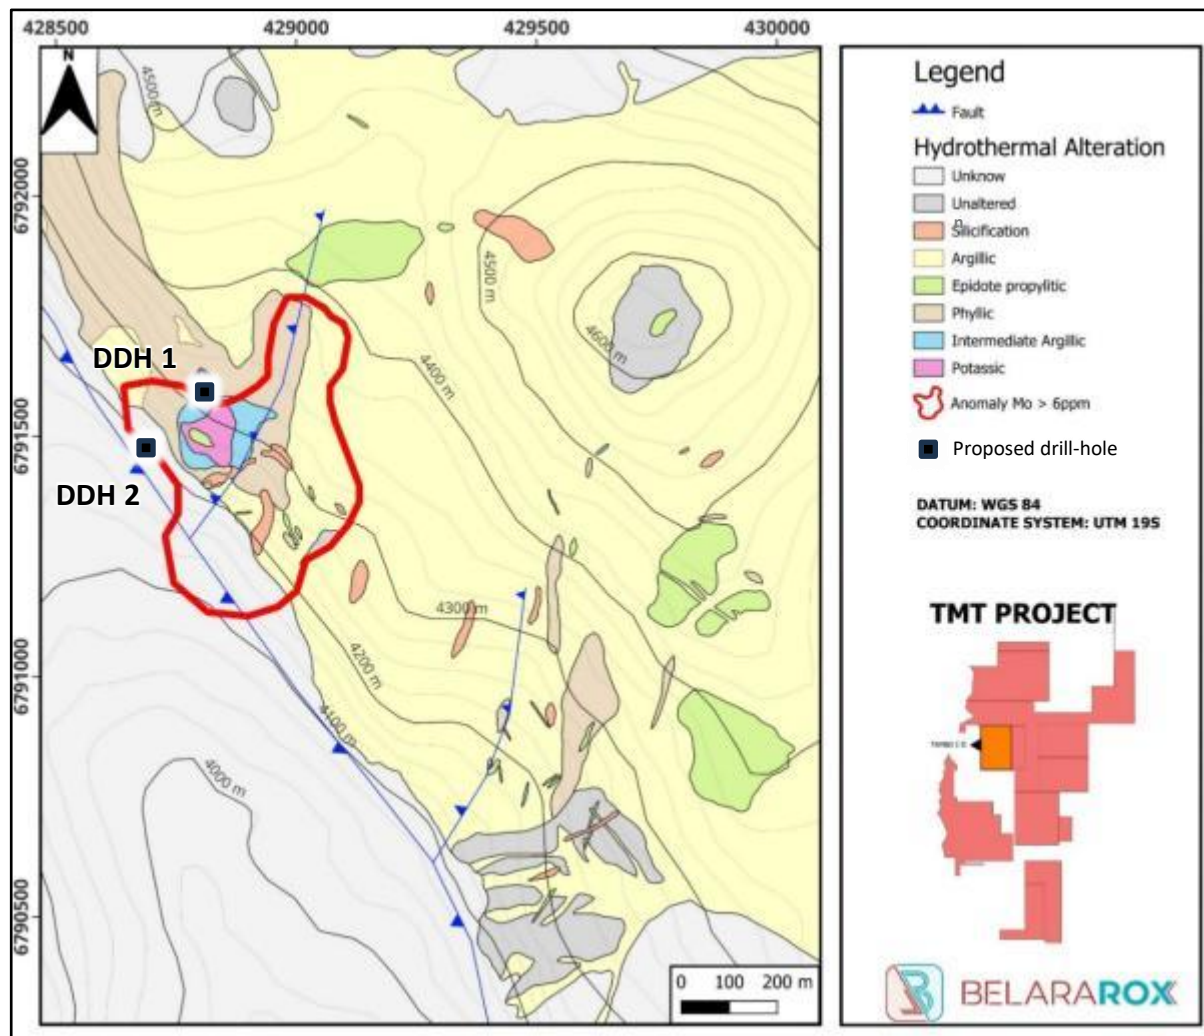 428500
429000
429500
430000
6792000
6791500
6791000
6790500
N
4500 m
4500 m
4600 m
4400 m
4300 m
4200 m
4100 m
4000 m
DDH 1
DDH 2
0 100 200 m
Legend
Fault
Hydrothermal Alteration
Unknow
Unaltered
Silicification
n
Argillic
Epidote propylitic
Phyllic
Intermediate Argillic
Potassic
Anomaly Mo > 6ppm
Proposed drill-hole
DATUM: WGS 84
COORDINATE SYSTEM: UTM 19S
TMT PROJECT
BELARAROX